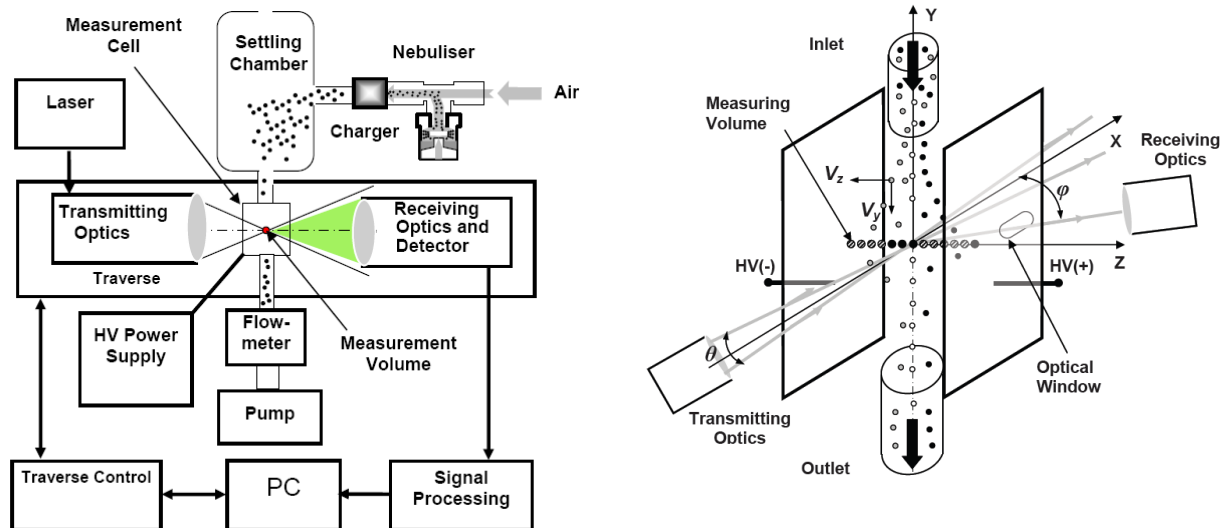 Measurement
Cell
Settling
Chamber
Nebuliser
Laser
Air
Charger
Transmitting
Optics
Receiving
Optics and
Detector
Traverse
HV Power
Supply
Flow-
meter
Measurement
Volume
Pump
Traverse Control
PC
Signal
Processing
Y
Inlet
Measuring
Volume
X
Receiving
Optics
Vz
φ
Vy
HV(-)
HV(+)
Z
θ
Optical
Window
Transmitting
Optics
Outlet